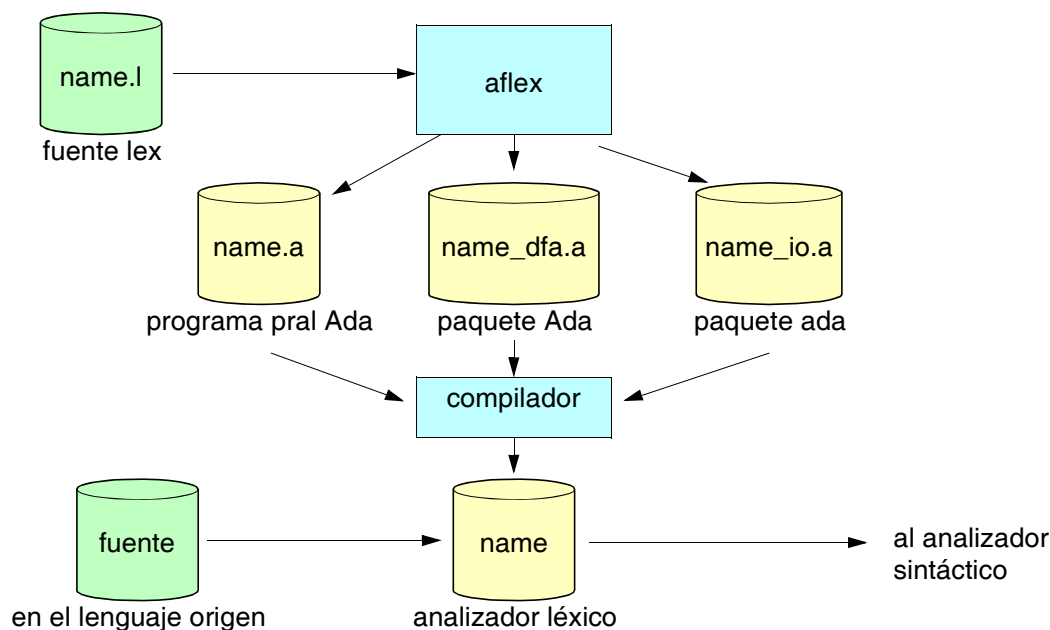 name.l
aflex
fuente lex
name.a
name_dfa.a
name_io.a
programa pral Ada
paquete Ada
paquete ada
compilador
fuente
name
al analizador
sintáctico
en el lenguaje origen
analizador léxico